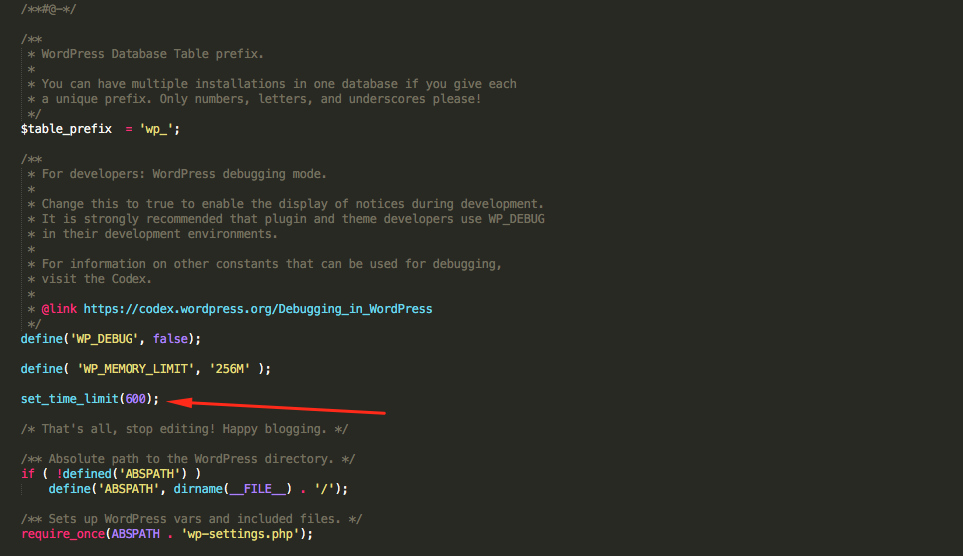 /**#@-*/
/**
* WordPress Database Table prefix.
*
* You can have multiple installations in one database if you give each
* a unique prefix. Only numbers, letters, and underscores please!
*/
$table_prefix  = 'wp_';
/**
* For developers: WordPress debugging mode.
*
* Change this to true to enable the display of notices during development.
* It is strongly recommended that plugin and theme developers use WP_DEBUG
* in their development environments.
*
* For information on other constants that can be used for debugging,
* visit the Codex.
*
* @link https://codex.wordpress.org/Debugging_in_WordPress
*/
define('WP_DEBUG', false);
define( 'WP_MEMORY_LIMIT', '256M' );
set_time_limit(600);
/* That's all, stop editing! Happy blogging. */
/** Absolute path to the WordPress directory. */
if ( !defined('ABSPATH') )
define('ABSPATH', dirname(__FILE__) . '/');
/** Sets up WordPress vars and included files. */
require_once(ABSPATH . 'wp-settings.php');